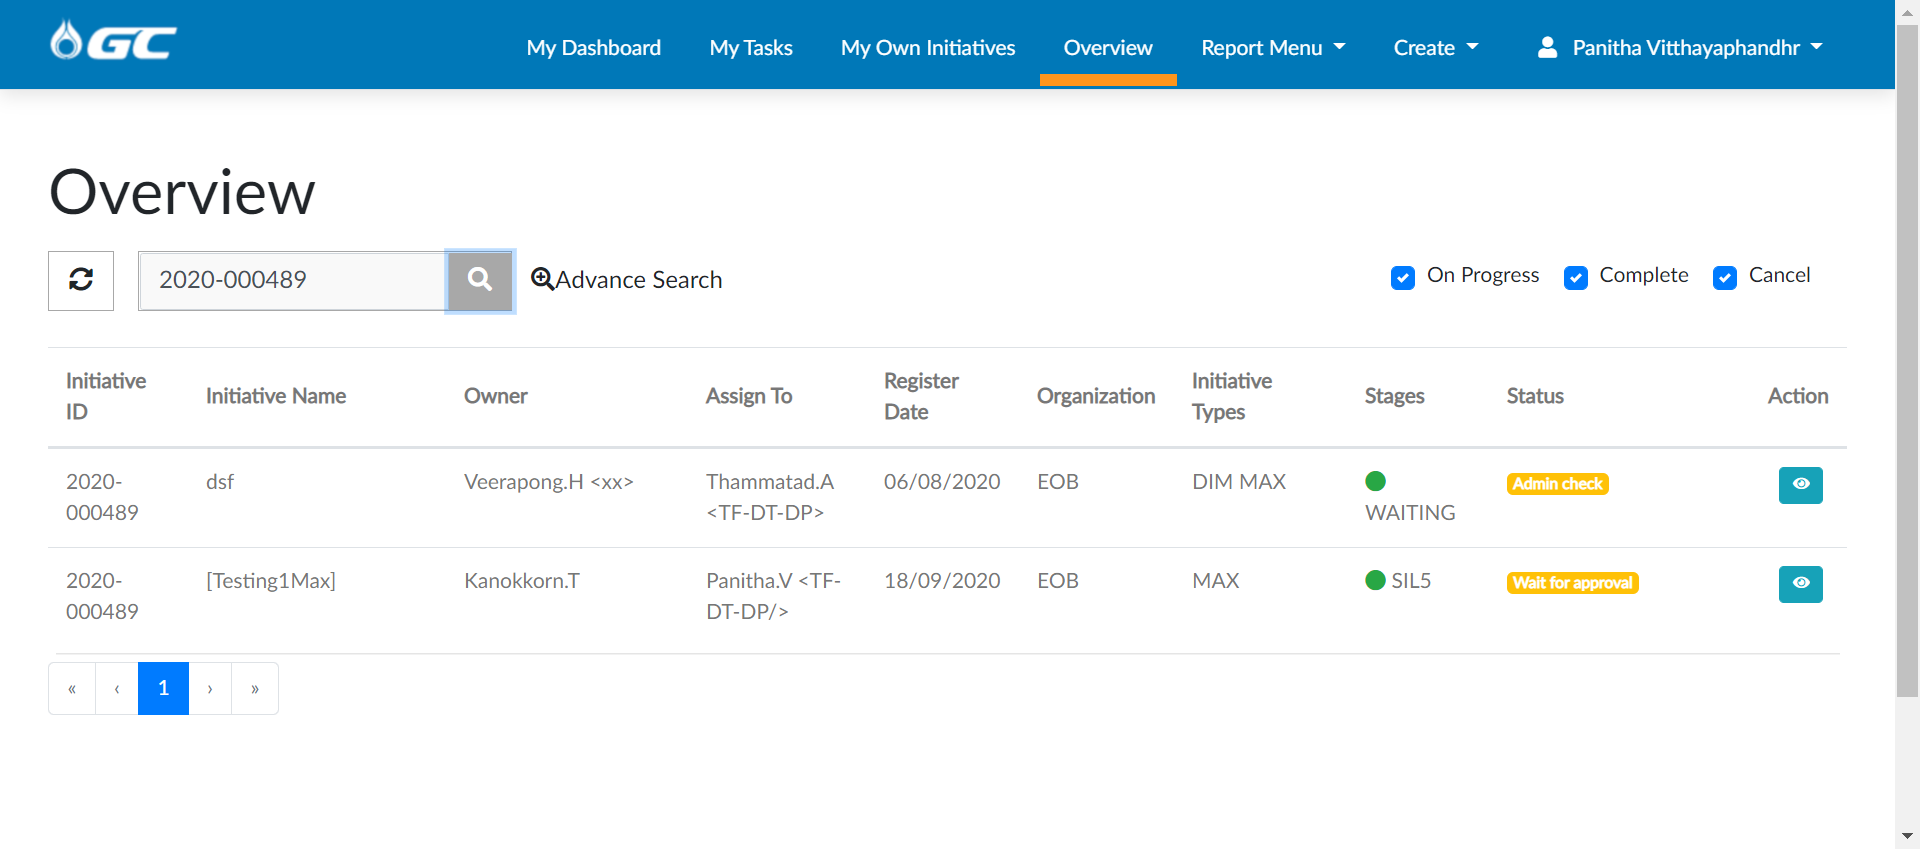 GC
My Dashboard
My Tasks
My Own Initiatives
Overview
Report Menu
Create
Panitha Vitthayaphandhr
Overview
2020-000489
Advance Search
On Progress
Complete
Cancel
Initiative
ID
Initiative Name
Owner
Assign To
Register
Date
Organization
Initiative
Types
Stages
Status
Action
2020-
000489
dsf
Veerapong.H <xx>
Thammatad.A
<TF-DT-DP>
06/08/2020
EOB
DIM MAX
WAITING
Admin check
2020-
000489
[Testing1Max]
Kanokkorn.T
Panitha.V <TF-
DT-DP/>
18/09/2020
EOB
MAX
SIL5
Wait for approval
« ‹ 1 › »